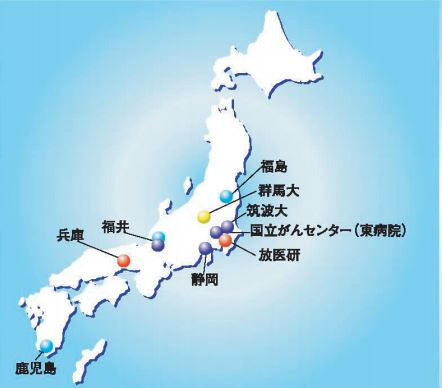 福島
群馬大
筑波大
国立がんセンター(東病院)
放医研
静岡
福井
兵庫
鹿児島